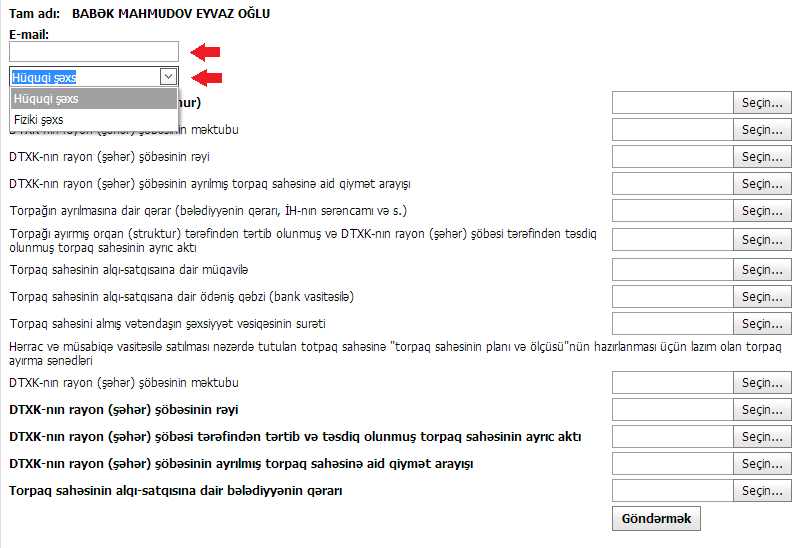 Tam adı: BABƏK MAHMUDOV EYVAZ OĞLU
E-mail:
Hüquqi şəxs
Hüquqi şəxs
Fiziki şəxs
nur)
Seçin...
DTXK-nın rayon (şəhər) şöbəsinin məktubu
Seçin...
DTXK-nın rayon (şəhər) şöbəsinin rəyi
Seçin...
DTXK-nın rayon (şəhər) şöbəsinin ayrılmış torpaq sahəsinə aid qiymət arayışı
Seçin...
Torpağın ayrılmasına dair qərar (bələdiyyənin qərarı, İH-nın sərəncamı və s.)
Seçin...
Torpağı ayırmış orqan (struktur) tərəfindən tərtib olunmuş və DTXK-nın rayon (şəhər) şöbəsi tərəfindən təsdiq
olunmuş torpaq sahəsinin ayrıc aktı
Seçin...
Torpaq sahəsinin alqı-satqısaına dair müqavilə
Seçin...
Torpaq sahəsinin alqı-satqısana dair ödəniş qəbzi (bank vasitəsilə)
Seçin...
Torpaq sahəsini almış vətəndaşın şəxsiyyət vəsiqəsinin surəti
Seçin...
Hərrac və müsabiqə vasitəsilə satılması nəzərdə tutulan totpaq sahəsinə "torpaq sahəsinin planı və ölçüsü"nün hazırlanması üçün lazım olan torpaq
ayırma sənədləri
DTXK-nın rayon (şəhər) şöbəsinin məktubu
Seçin...
DTXK-nın rayon (şəhər) şöbəsinin rəyi
Seçin...
DTXK-nın rayon (şəhər) şöbəsi tərəfindən tərtib və təsdiq olunmuş torpaq sahəsinin ayrıc aktı
Seçin...
DTXK-nın rayon (şəhər) şöbəsinin ayrılmış torpaq sahəsinə aid qiymət arayışı
Seçin...
Torpaq sahəsinin alqı-satqısına dair bələdiyyənin qərarı
Seçin...
Göndərmək